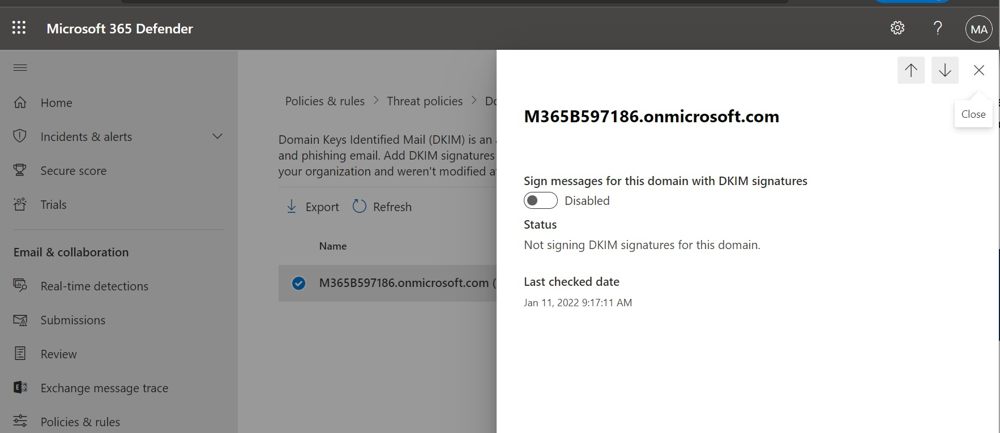 Microsoft 365 Defender
MA
Home
Incidents & alerts
Secure score
Trials
Email & collaboration
Real-time detections
Submissions
Review
Exchange message trace
Policies & rules
Policies & rules > Threat policies >
Domain Keys Identified Mail (DKIM) is an
and phishing email. Add DKIM signatures
your organization and weren't modified
Export Refresh
Name
M365B597186.onmicrosoft.com (
Close
M365B597186.onmicrosoft.com
Sign messages for this domain with DKIM signatures
Disabled
Status
Not signing DKIM signatures for this domain.
Last checked date
Jan 11, 2022 9:17:11 AM